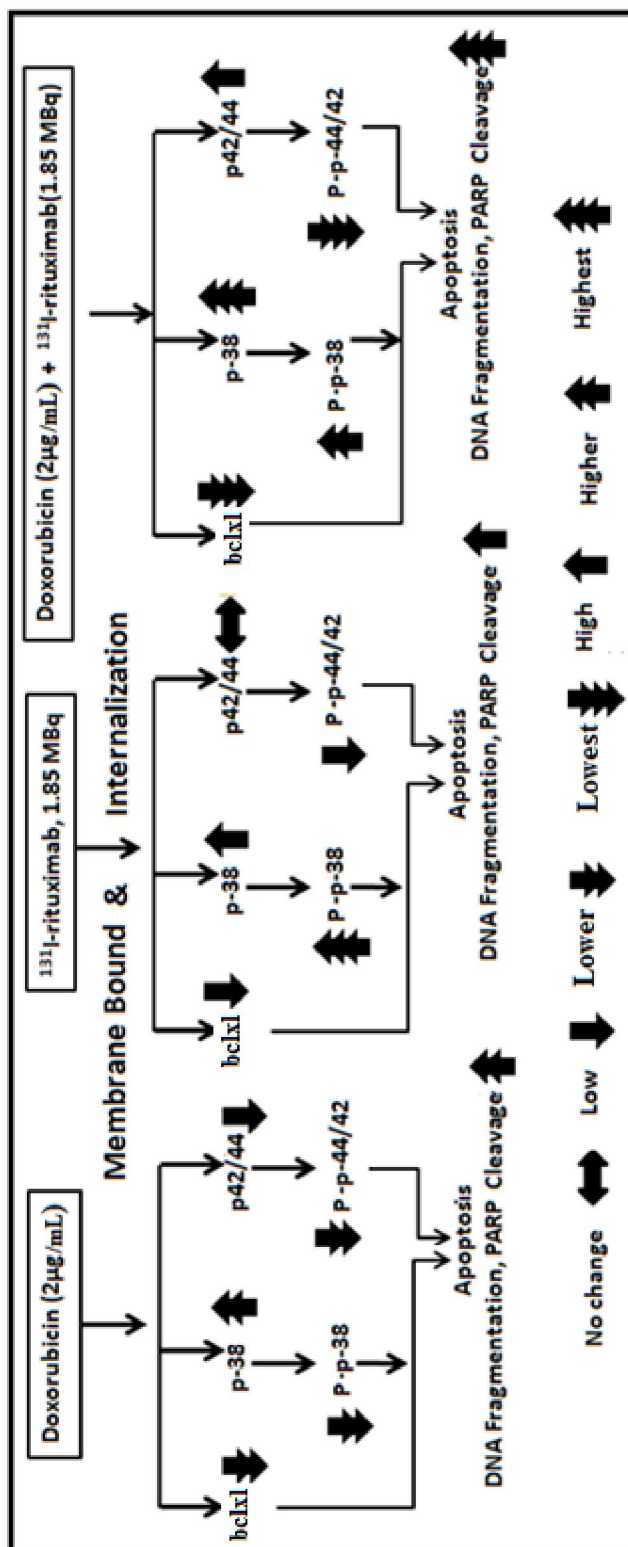 Doxorubicin (2µg/mL)
¹³¹I-rituximab, 1.85 MBq
Doxorubicin (2µg/mL) + ¹³¹I-rituximab(1.85 MBq)
Membrane Bound & Internalization
bclxl
p-38
p42/44
P-p-38
P-p-44/42
Apoptosis
DNA Fragmentation, PARP Cleavage
bclxl
p-38
p42/44
P-p-38
P-p-44/42
Apoptosis
DNA Fragmentation, PARP Cleavage
bclxl
p-38
p42/44
P-p-38
P-p-44/42
Apoptosis
DNA Fragmentation, PARP Cleavage
No change
Low
Lower
Lowest
High
Higher
Highest